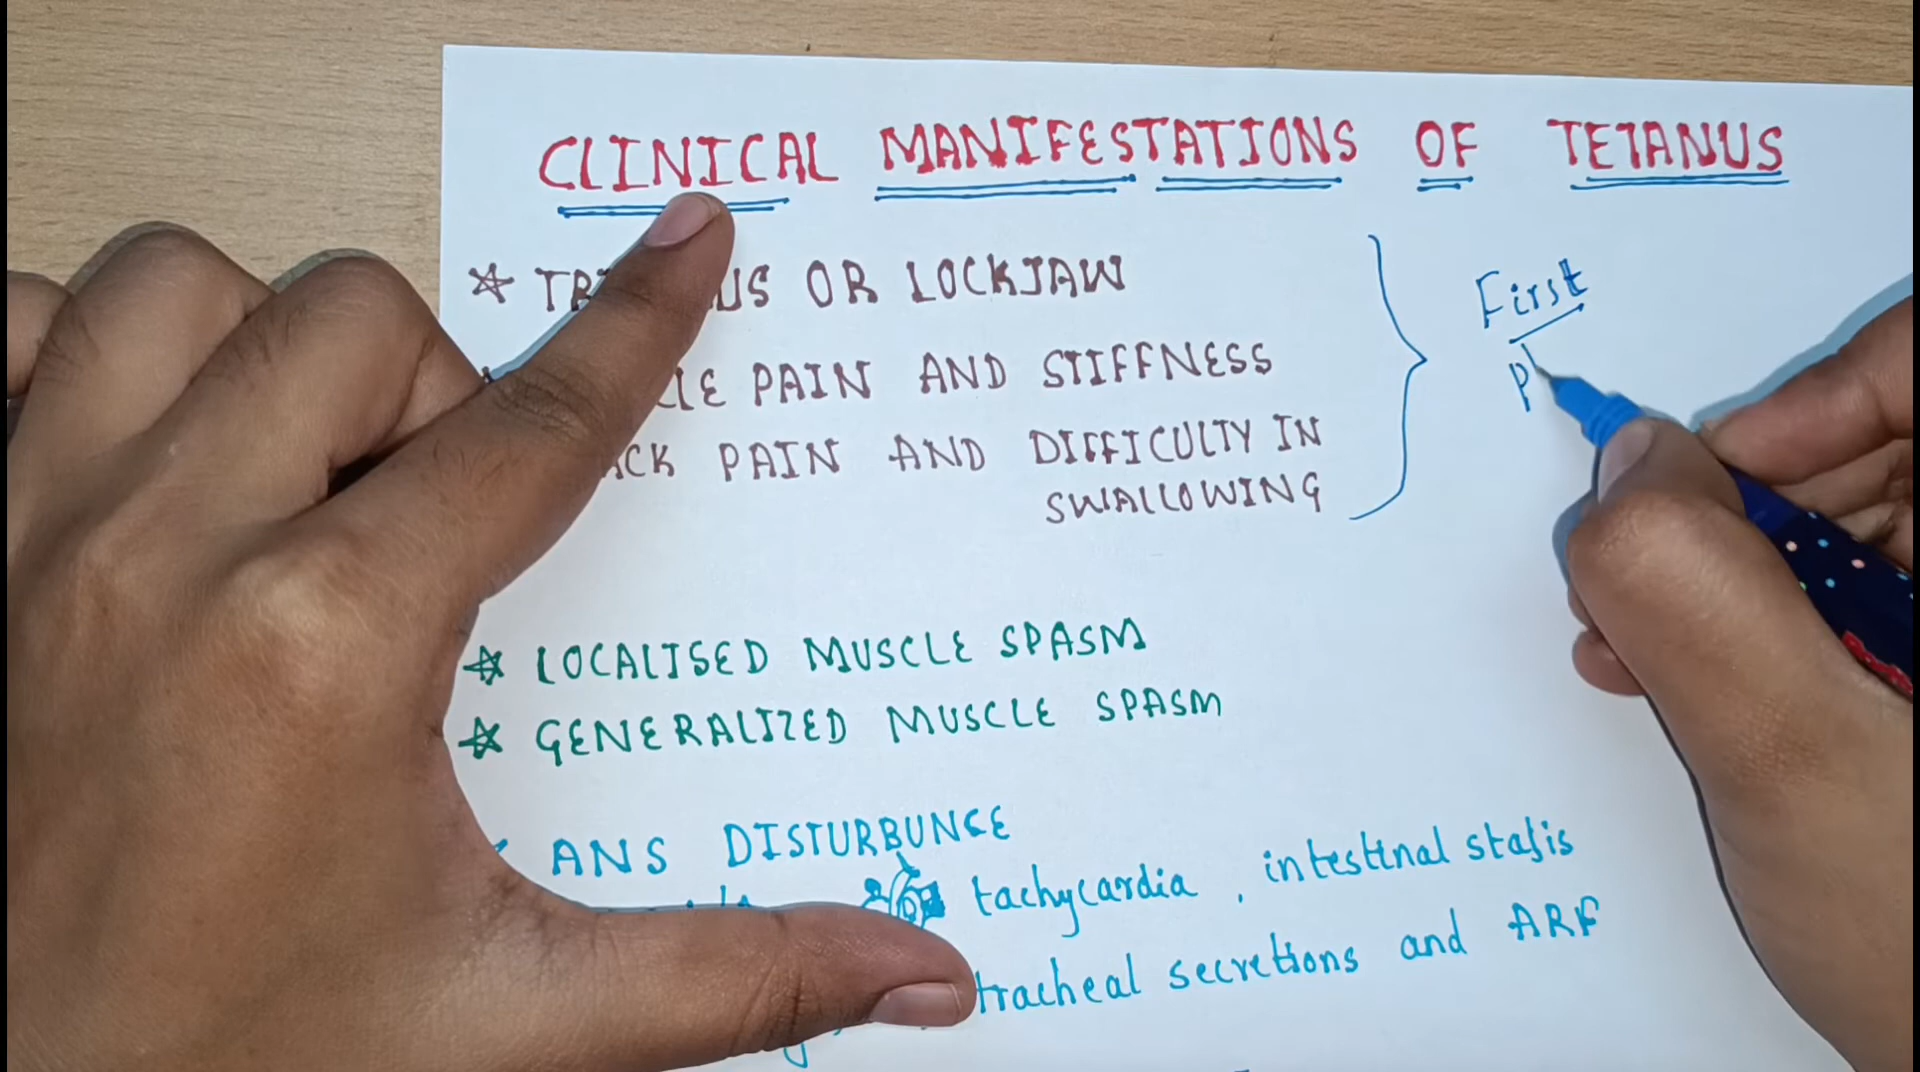 CLINICAL MANIFESTATIONS OF TETANUS
OR LOCKJAW
PAIN AND STIFFNESS
PAIN AND DIFFICULTY IN
SWALLOWING
First
P
LOCALISED MUSCLE SPASM
GENERALIZED MUSCLE SPASM
ANS DISTURBUNCE
tachycardia, intestinal stasis
tracheal secretions and ARF